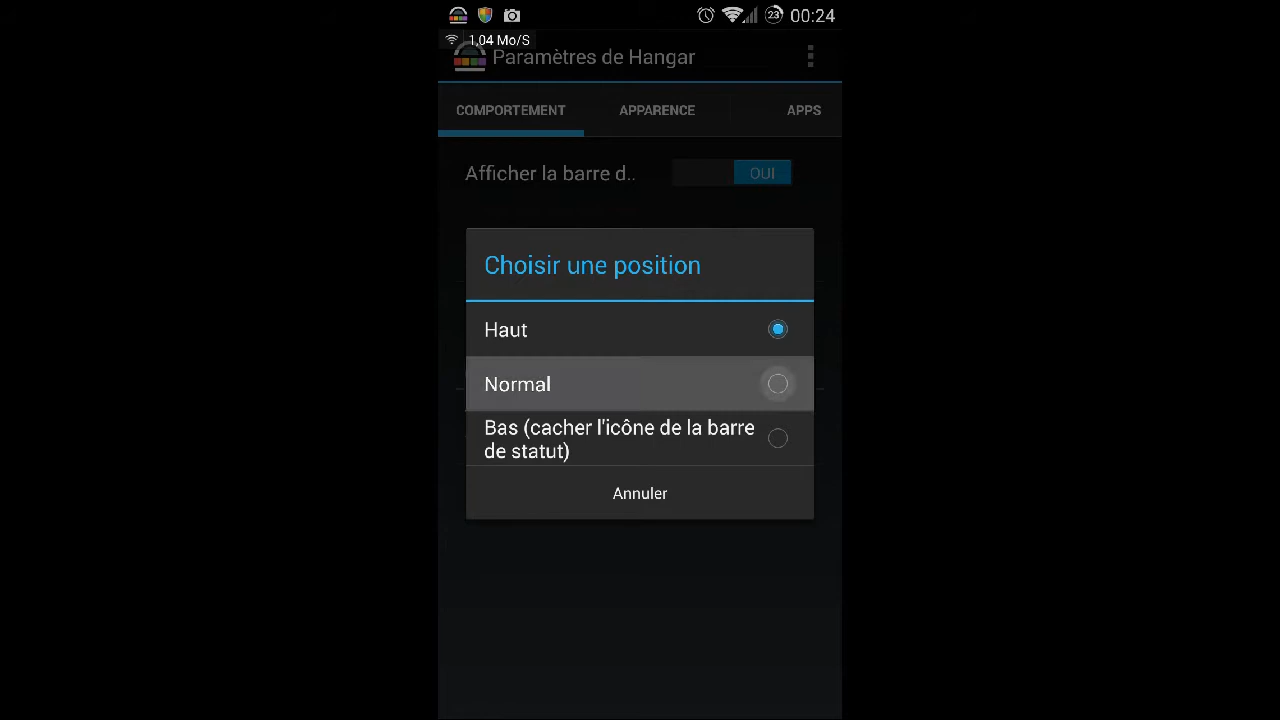 23 00:24
1,04 Mo/S
Paramètres de Hangar
COMPORTEMENT APPARENCE APPS
Afficher la barre d.. OUI
Choisir une position
Haut
Normal
Bas (cacher l'icône de la barre
de statut)
Annuler